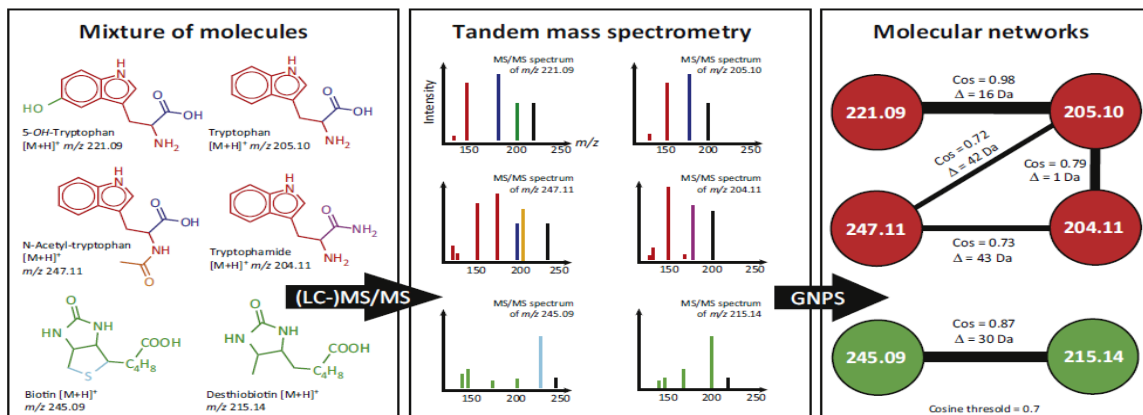 Mixture of molecules
N
H
HO
O
OH
NH₂
5-OH-Tryptophan
[M+H]⁺ m/z 221.09
N
H
O
OH
NH₂
Tryptophan
[M+H]⁺ m/z 205.10
H
N
O
OH
NH
O
N-Acetyl-tryptophan
[M+H]⁺
m/z 247.11
H
N
O
NH₂
NH₂
Tryptophamide
[M+H]⁺ m/z 204.11
O
HN
NH
S
C₄H₈
COOH
Biotin [M+H]⁺
m/z 245.09
O
HN
NH
C₄H₈
COOH
Desthiobiotin [M+H]⁺
m/z 215.14
(LC-)MS/MS
Tandem mass spectrometry
MS/MS spectrum
of m/z 221.09
Intensity
150 200 250
m/z
MS/MS spectrum
of m/z 205.10
150 200 250
MS/MS spectrum
of m/z 247.11
150 200 250
MS/MS spectrum
of m/z 204.11
150 200 250
MS/MS spectrum
of m/z 245.09
150 200 250
MS/MS spectrum
of m/z 215.14
150 200 250
GNPS
Molecular networks
221.09
Cos = 0.98
Δ = 16 Da
205.10
Cos = 0.72
Δ = 42 Da
Cos = 0.79
Δ = 1 Da
247.11
Cos = 0.73
Δ = 43 Da
204.11
245.09
Cos = 0.87
Δ = 30 Da
215.14
Cosine thresold = 0.7